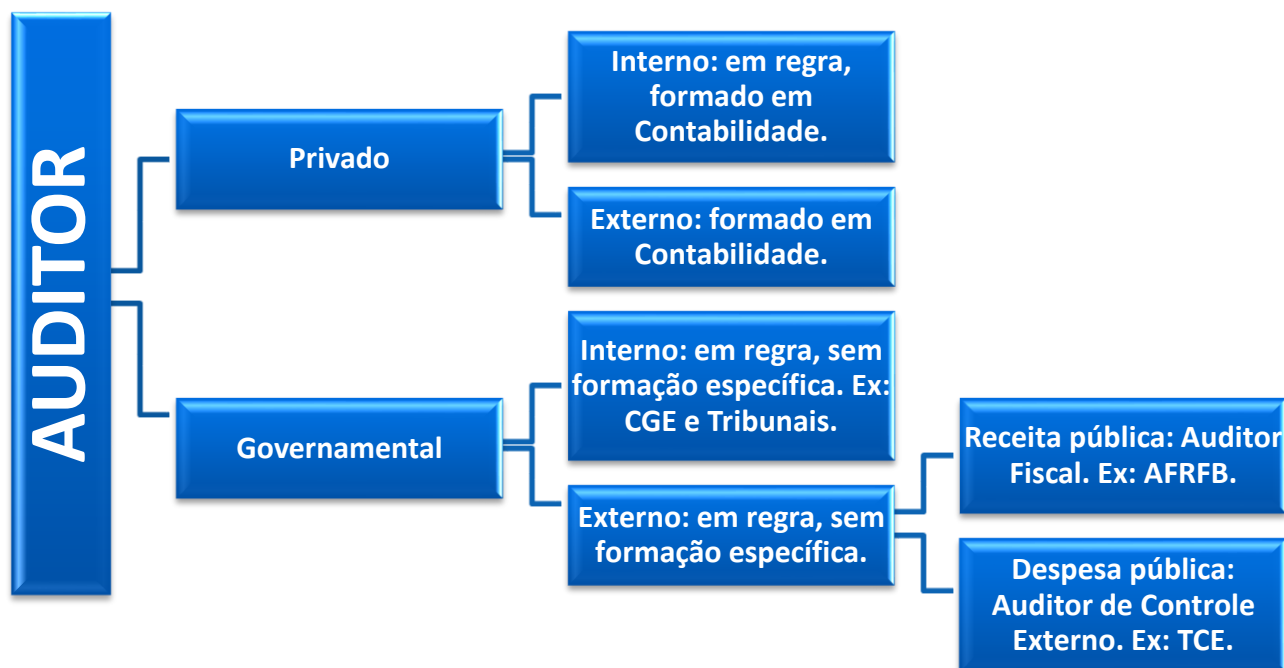 AUDITOR
Privado
Interno: em regra,
formado em
Contabilidade.
Externo: formado em
Contabilidade.
Governamental
Interno: em regra, sem
formação específica. Ex:
CGE e Tribunais.
Externo: em regra, sem
formação específica.
Receita pública: Auditor
Fiscal. Ex: AFRFB.
Despesa pública:
Auditor de Controle
Externo. Ex: TCE.